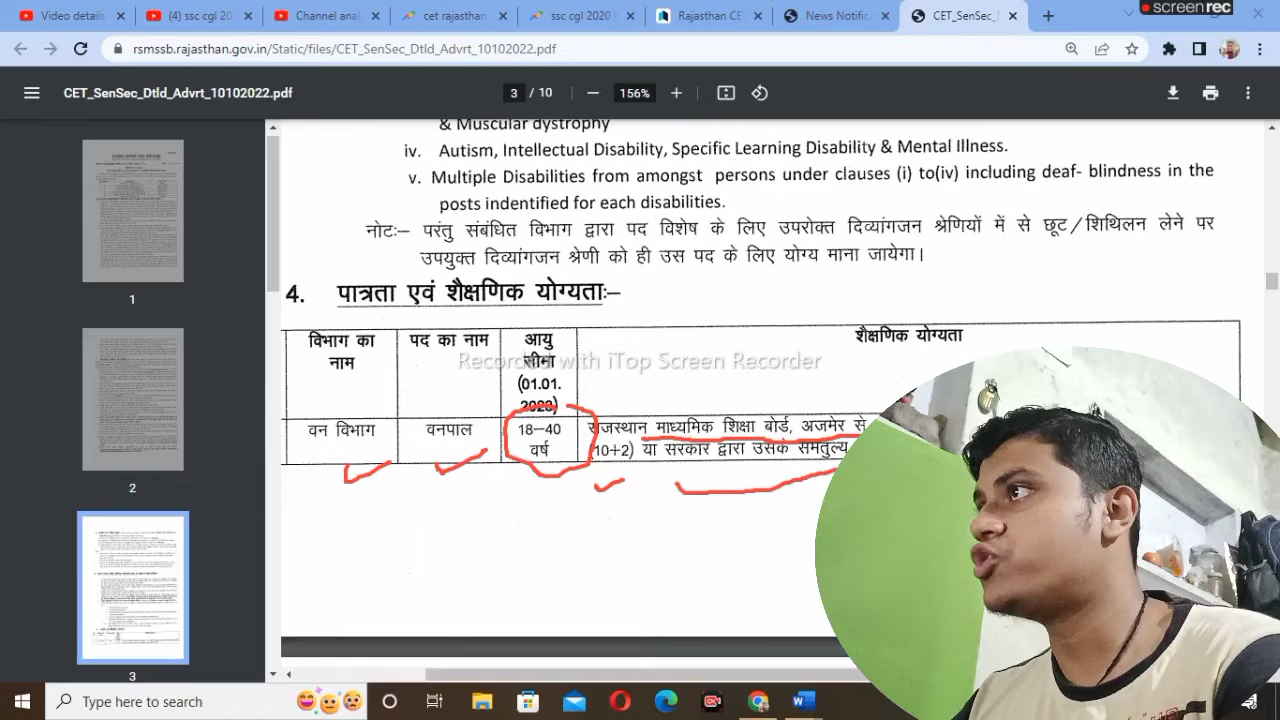 Video details
(4) ssc cgl
Channel anal
cet rajasthan
ssc cgl 2020
Rajasthan CE
News Notific
CET_SenSec_D
screenrec
rsmssb.rajasthan.gov.in/Static/files/CET_SenSec_Dtld_Advrt_10102022.pdf
CET_SenSec_Dtld_Advrt_10102022.pdf
3 / 10
156%
& Muscular dystrophy
iv. Autism, Intellectual Disability, Specific Learning Disability & Mental Illness.
v. Multiple Disabilities from amongst persons under clauses (i) to(iv) including deaf- blindness in the
posts indentified for each disabilities.
नोटः– परंतु संबंधित विभाग द्वारा पद विशेष के लिए उपरोक्त दिव्यांगजन श्रेणियों में से छूट/शिथिलन लेने पर
उपयुक्त दिव्यांगजन श्रेणी को ही उस पद के लिए योग्य माना जायेगा।
4. पात्रता एवं शैक्षणिक योग्यताः–
विभाग का
नाम
पद का नाम
आयु
सीमा
(01.01.
2023)
शैक्षणिक योग्यता
Recorded with iTop Screen Recorder
वन विभाग
वनपाल
18–40
वर्ष
राजस्थान माध्यमिक शिक्षा बोर्ड, अजमेर से
(10+2) या सरकार द्वारा उसके समतुल्य
1
2
3
Type here to search